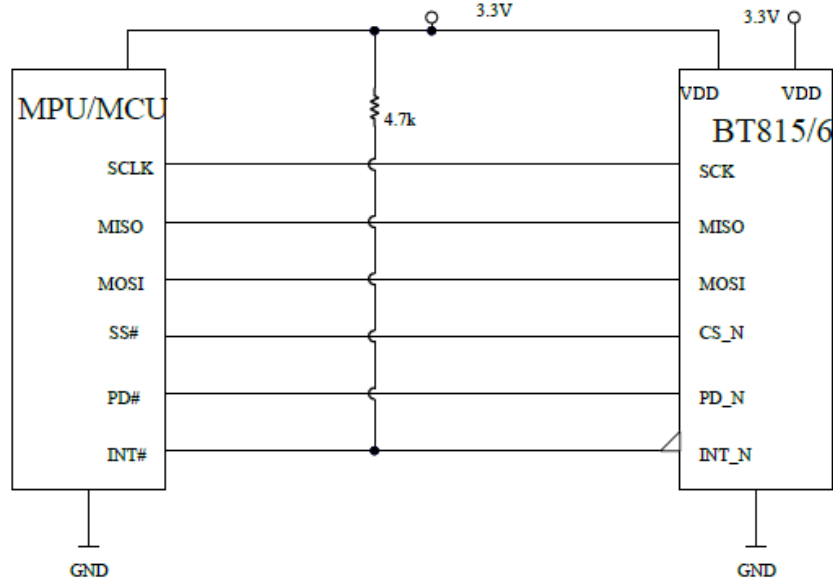 3.3V
3.3V
MPU/MCU
VDD
VDD
4.7k
BT815/6
SCLK
SCK
MISO
MISO
MOSI
MOSI
SS#
CS_N
PD#
PD_N
INT#
INT_N
GND
GND